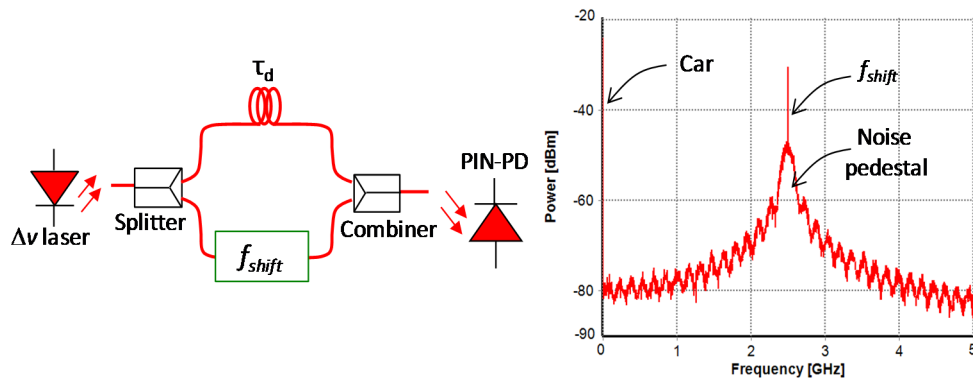 τd
Δν laser
Splitter
fshift
Combiner
PIN-PD
Power [dBm]
-20
-40
-60
-80
-90
Car
fshift
Noise
pedestal
0
1
2
3
4
5
Frequency [GHz]